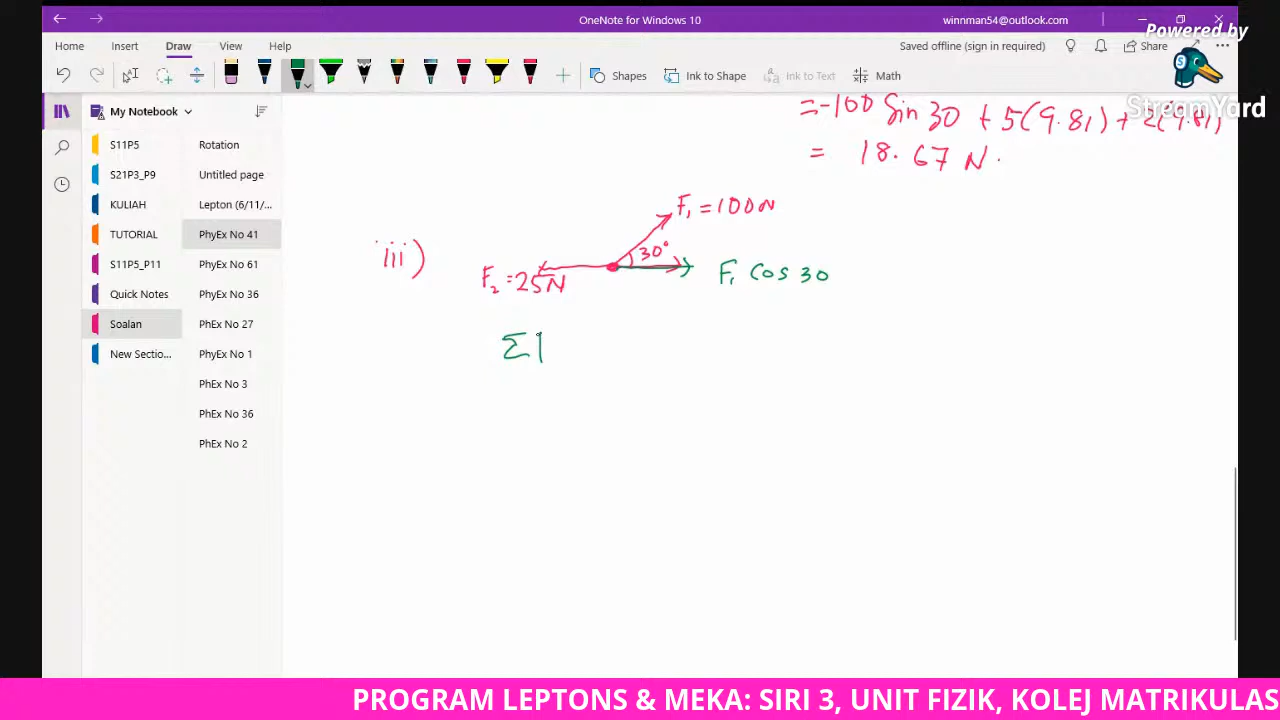 OneNote for Windows 10
winnman54@outlook.com
Powered by
StreamYard
Home Insert Draw View Help
Saved offline (sign in required) Share
Shapes Ink to Shape Ink to Text Math
My Notebook
S11P5
S21P3_P9
KULIAH
TUTORIAL
S11P5_P11
Quick Notes
Soalan
New Sectio...
Rotation
Untitled page
Lepton (6/11/...
PhyEx No 41
PhyEx No 61
PhyEx No 36
PhEx No 27
PhyEx No 1
PhEx No 3
PhEx No 36
PhEx No 2
=-100 Sin 30 + 5(9.81) + 2(9.81)
= 18.67 N.
iii)
F₁ = 100N
30°
F₂ = 25N
F₁ cos 30
Σ
PROGRAM LEPTONS & MEKA: SIRI 3, UNIT FIZIK, KOLEJ MATRIKULAS